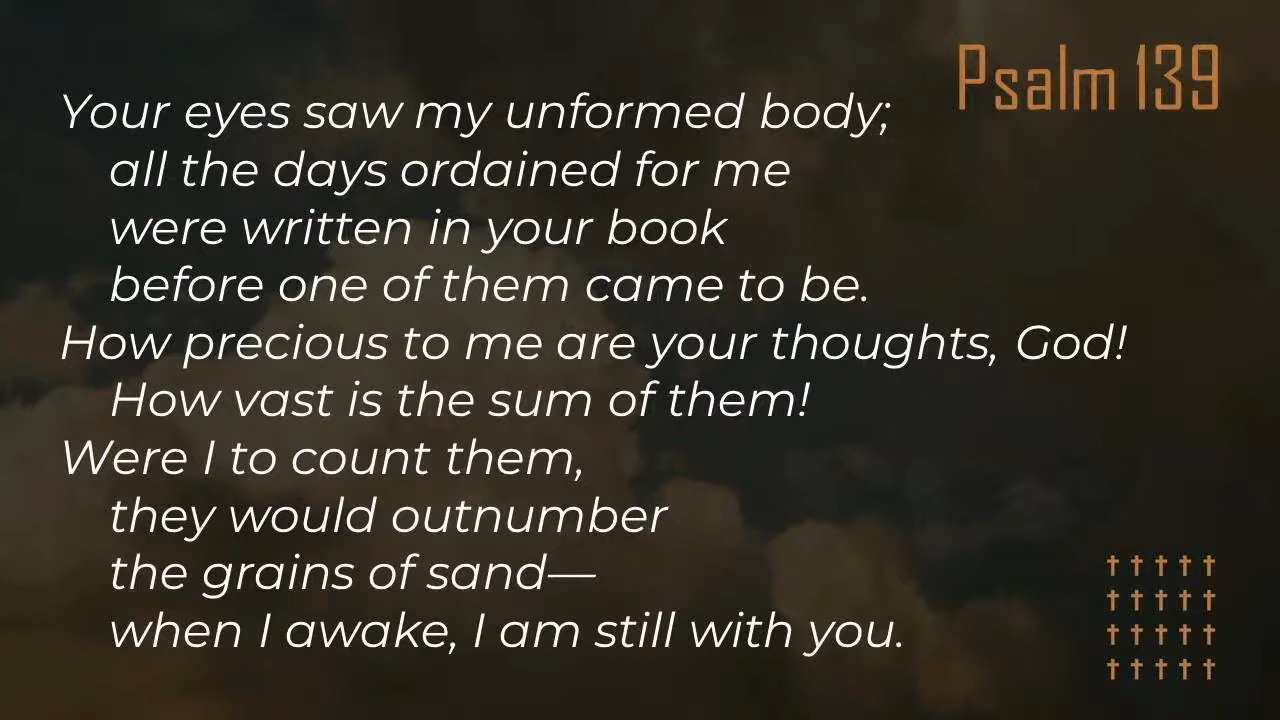 Psalm 139
Your eyes saw my unformed body;
all the days ordained for me
were written in your book
before one of them came to be.
How precious to me are your thoughts, God!
How vast is the sum of them!
Were I to count them,
they would outnumber
the grains of sand—
when I awake, I am still with you.